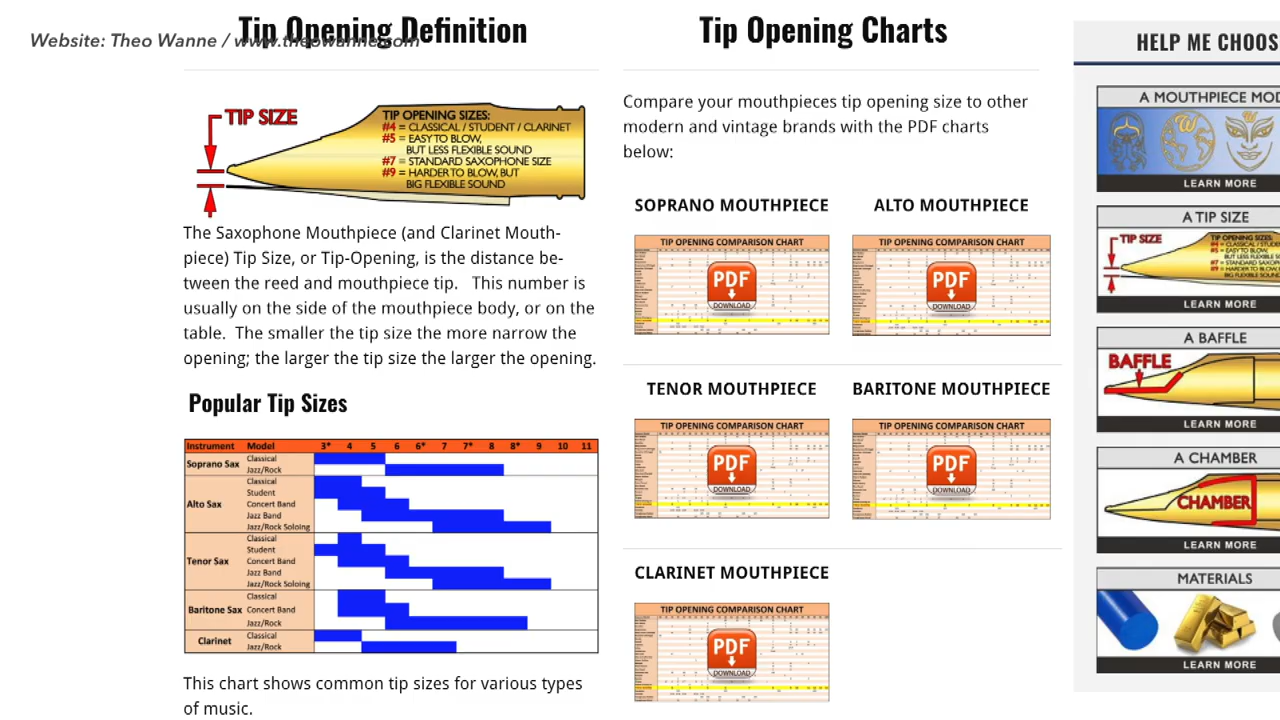 Tip Opening Definition
Website: Theo Wanne / www.theowanne.com
TIP SIZE
TIP OPENING SIZES:
#4 = CLASSICAL / STUDENT / CLARINET
#5 = EASY TO BLOW,
BUT LESS FLEXIBLE SOUND
#7 = STANDARD SAXOPHONE SIZE
#9 = HARDER TO BLOW, BUT
BIG FLEXIBLE SOUND
The Saxophone Mouthpiece (and Clarinet Mouth-
piece) Tip Size, or Tip-Opening, is the distance be-
tween the reed and mouthpiece tip. This number is
usually on the side of the mouthpiece body, or on the
table. The smaller the tip size the more narrow the
opening; the larger the tip size the larger the opening.
Popular Tip Sizes
Instrument Model 3* 4 5 6 6* 7 7* 8 8* 9 10 11
Soprano Sax
Classical
Jazz/Rock
Alto Sax
Classical
Student
Concert Band
Jazz Band
Jazz/Rock Soloing
Tenor Sax
Classical
Student
Concert Band
Jazz Band
Jazz/Rock Soloing
Baritone Sax
Classical
Concert Band
Jazz/Rock
Clarinet
Classical
Jazz/Rock
This chart shows common tip sizes for various types
of music.
Tip Opening Charts
Compare your mouthpieces tip opening size to other
modern and vintage brands with the PDF charts
below:
SOPRANO MOUTHPIECE
TIP OPENING COMPARISON CHART
PDF
DOWNLOAD
ALTO MOUTHPIECE
TIP OPENING COMPARISON CHART
PDF
DOWNLOAD
TENOR MOUTHPIECE
TIP OPENING COMPARISON CHART
PDF
DOWNLOAD
BARITONE MOUTHPIECE
TIP OPENING COMPARISON CHART
PDF
DOWNLOAD
CLARINET MOUTHPIECE
TIP OPENING COMPARISON CHART
PDF
DOWNLOAD
HELP ME CHOOS
A MOUTHPIECE MOD
LEARN MORE
A TIP SIZE
TIP SIZE
TIP OPENING SIZES:
LEARN MORE
A BAFFLE
BAFFLE
LEARN MORE
A CHAMBER
CHAMBER
LEARN MORE
MATERIALS
LEARN MORE